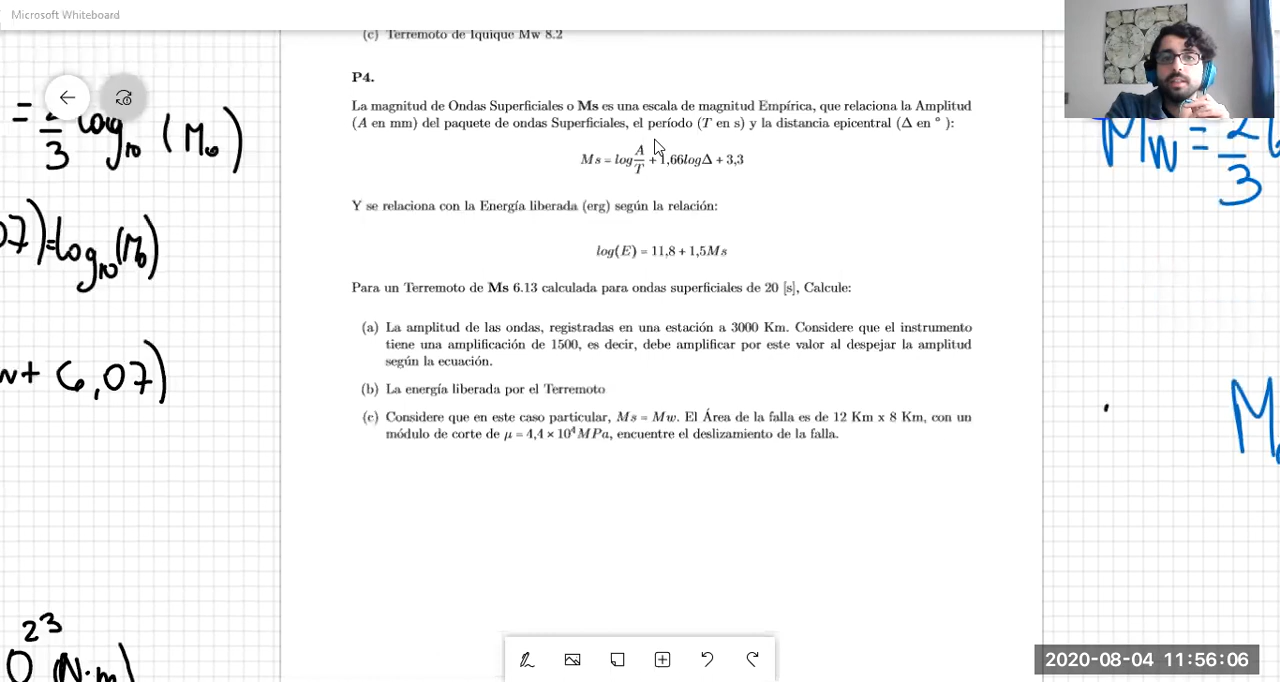 Microsoft Whiteboard
(c) Terremoto de Iquique Mw 8.2
P4.
La magnitud de Ondas Superficiales o Ms es una escala de magnitud Empírica, que relaciona la Amplitud
(A en mm) del paquete de ondas Superficiales, el período (T en s) y la distancia epicentral (Δ en ° ):
Ms = log A/T + 1,66logΔ + 3,3
Y se relaciona con la Energía liberada (erg) según la relación:
log(E) = 11,8 + 1,5Ms
Para un Terremoto de Ms 6.13 calculada para ondas superficiales de 20 [s], Calcule:
(a) La amplitud de las ondas, registradas en una estación a 3000 Km. Considere que el instrumento
tiene una amplificación de 1500, es decir, debe amplificar por este valor al despejar la amplitud
según la ecuación.
(b) La energía liberada por el Terremoto
(c) Considere que en este caso particular, Ms = Mw. El Área de la falla es de 12 Km x 8 Km, con un
módulo de corte de μ = 4,4 × 10⁴MPa, encuentre el deslizamiento de la falla.
= 2/3 log₁₀ (M₀)
07) = log₁₀(M₀)
w + 6,07)
0²³ (N·m)
Mw = 2/3
M₀
2020-08-04 11:56:06